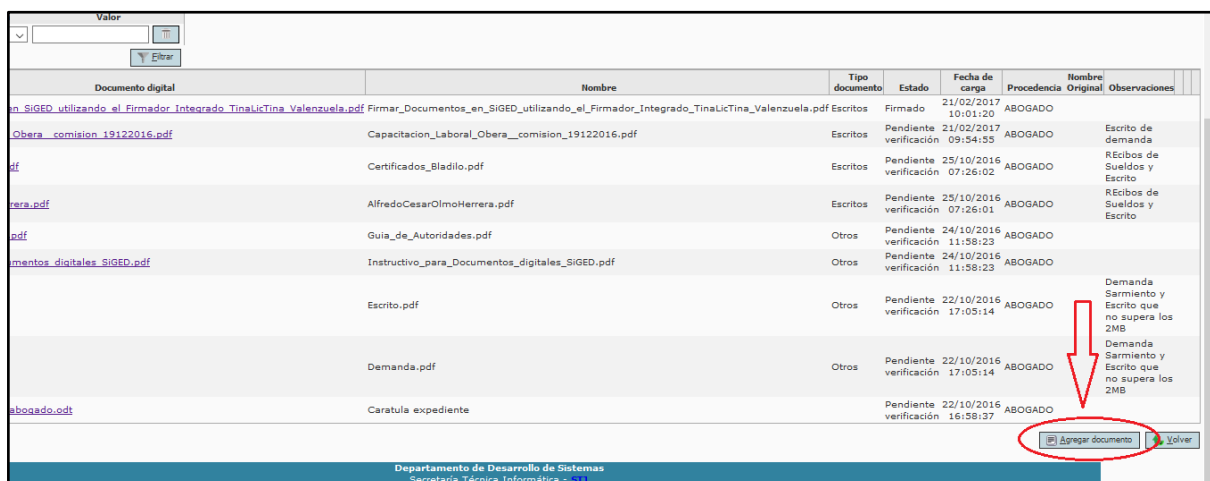 Valor
Filtrar
Documento digital Nombre Tipo documento Estado Fecha de carga Procedencia Nombre Original Observaciones
en_SiGED_utilizando_el_Firmador_Integrado_TinaLicTina_Valenzuela.pdf Firmar_Documentos_en_SiGED_utilizando_el_Firmador_Integrado_TinaLicTina_Valenzuela.pdf Escritos Firmado 21/02/2017 10:01:20 ABOGADO
Obera__comision_19122016.pdf Capacitacion_Laboral_Obera__comision_19122016.pdf Escritos Pendiente verificación 21/02/2017 09:54:55 ABOGADO Escrito de demanda
df Certificados_Bladilo.pdf Escritos Pendiente verificación 25/10/2016 07:26:02 ABOGADO REcibos de Sueldos y Escrito
rera.pdf AlfredoCesarOlmoHerrera.pdf Escritos Pendiente verificación 25/10/2016 07:26:01 ABOGADO REcibos de Sueldos y Escrito
pdf Guia_de_Autoridades.pdf Otros Pendiente verificación 24/10/2016 11:58:23 ABOGADO
mentos_digitales_SiGED.pdf Instructivo_para_Documentos_digitales_SiGED.pdf Otros Pendiente verificación 24/10/2016 11:58:23 ABOGADO
Escrito.pdf Otros Pendiente verificación 22/10/2016 17:05:14 ABOGADO Demanda Sarmiento y Escrito que no supera los 2MB
Demanda.pdf Otros Pendiente verificación 22/10/2016 17:05:14 ABOGADO Demanda Sarmiento y Escrito que no supera los 2MB
abogado.odt Caratula expediente Pendiente verificación 22/10/2016 16:58:37 ABOGADO
Agregar documento Volver
Departamento de Desarrollo de Sistemas
Secretaría Técnica Informática - STI